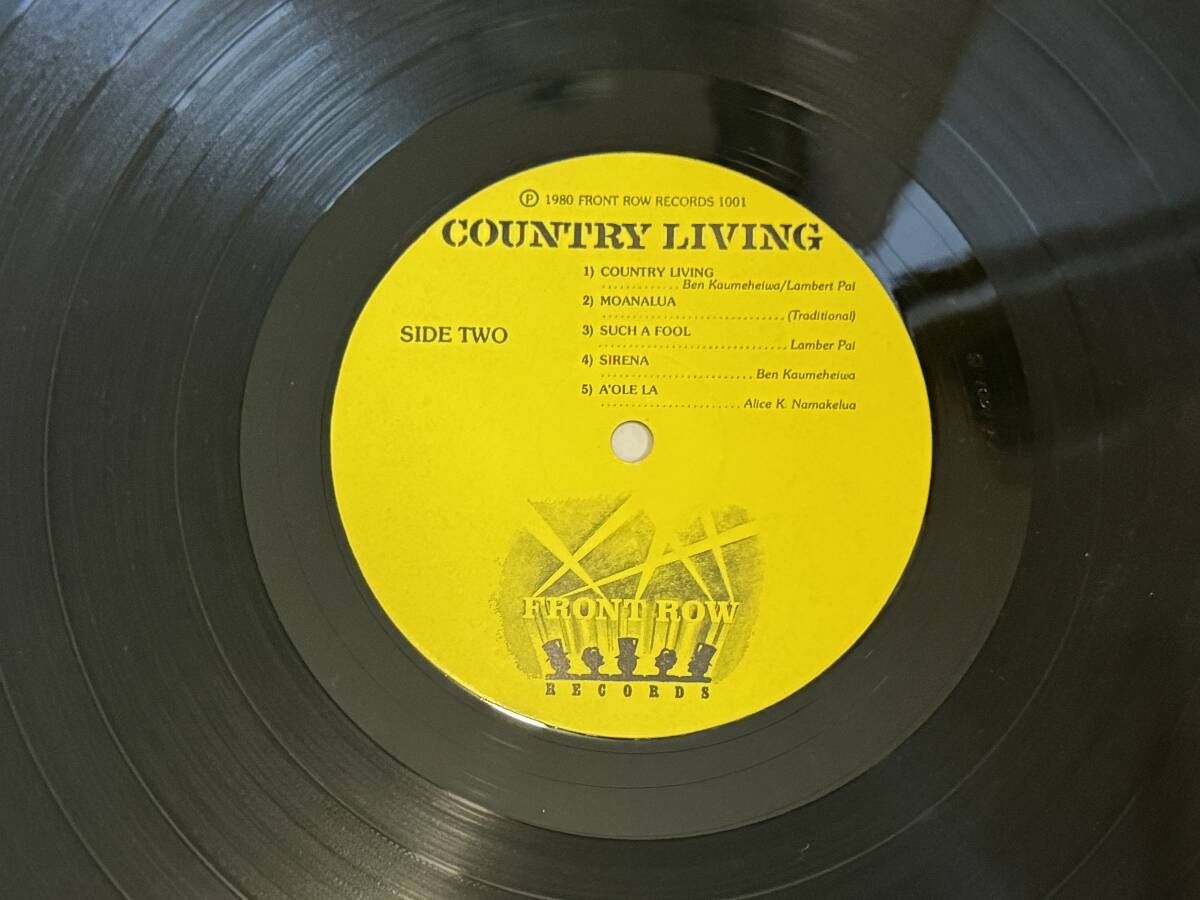 Ⓟ 1980 FRONT ROW RECORDS 1001
COUNTRY LIVING
1) COUNTRY LIVING
Ben Kaumeheiwa/Lambert Pai
2) MOANALUA
(Traditional)
SIDE TWO
3) SUCH A FOOL
Lamber Pai
4) SIRENA
Ben Kaumeheiwa
5) A'OLE LA
Alice K. Namakelua
FRONT ROW
RECORDS